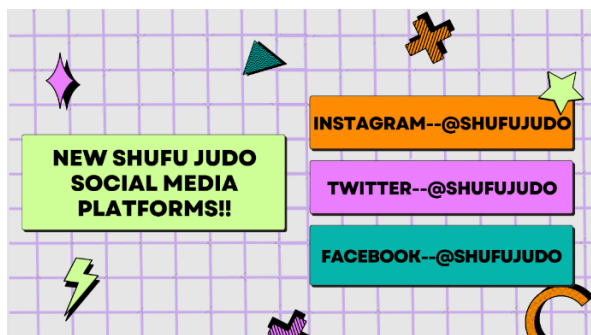 NEW SHUFU JUDO
SOCIAL MEDIA
PLATFORMS!!
INSTAGRAM--@SHUFUJUDO
TWITTER--@SHUFUJUDO
FACEBOOK--@SHUFUJUDO